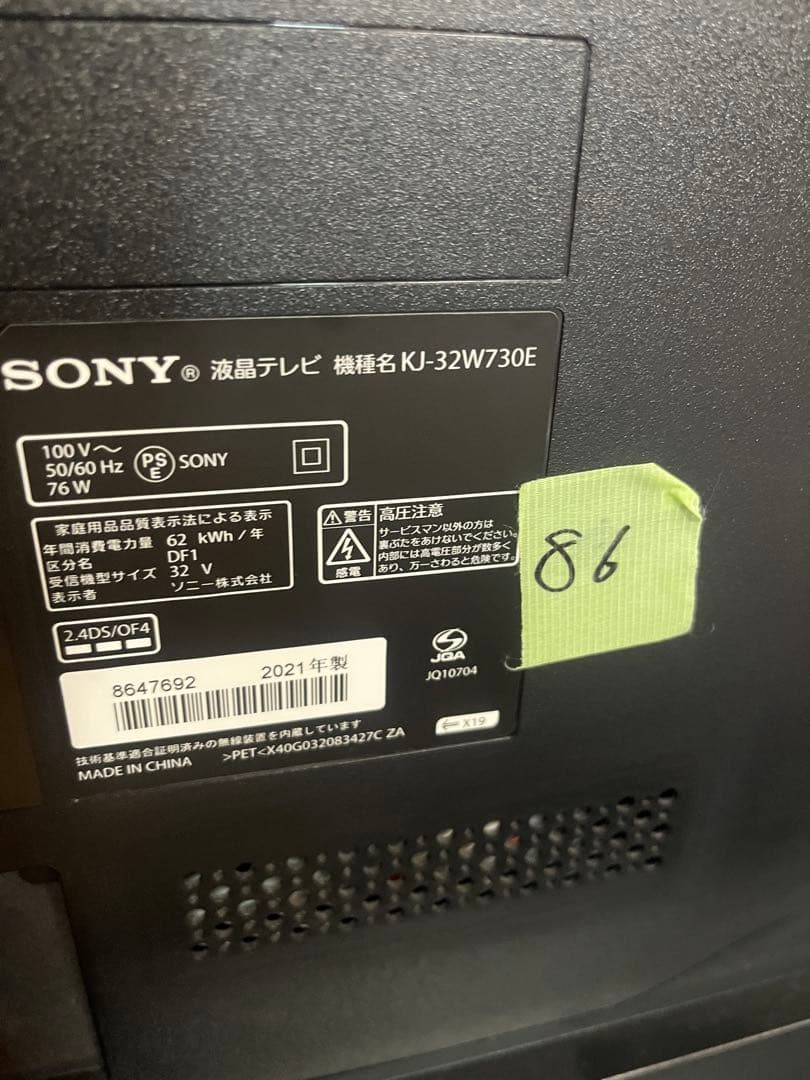 SONY® 液晶テレビ 機種名 KJ-32W730E
100 V〜
50/60 Hz
76 W
PS
E
SONY
家庭用品品質表示法による表示
年間消費電力量 62 kWh / 年
区分名 DF1
受信機型サイズ 32 V
表示者 ソニー株式会社
警告 高圧注意
感電
サービスマン以外の方は
裏ぶたをあけないでください。
内部には高電圧部分が数多く
あり、万一さわると危険です。
86
2.4DS/OF4
JQA
JQ10704
8647692 2021年製
X19
技術基準適合証明済みの無線装置を内蔵しています
MADE IN CHINA >PET< X40G032083427C ZA